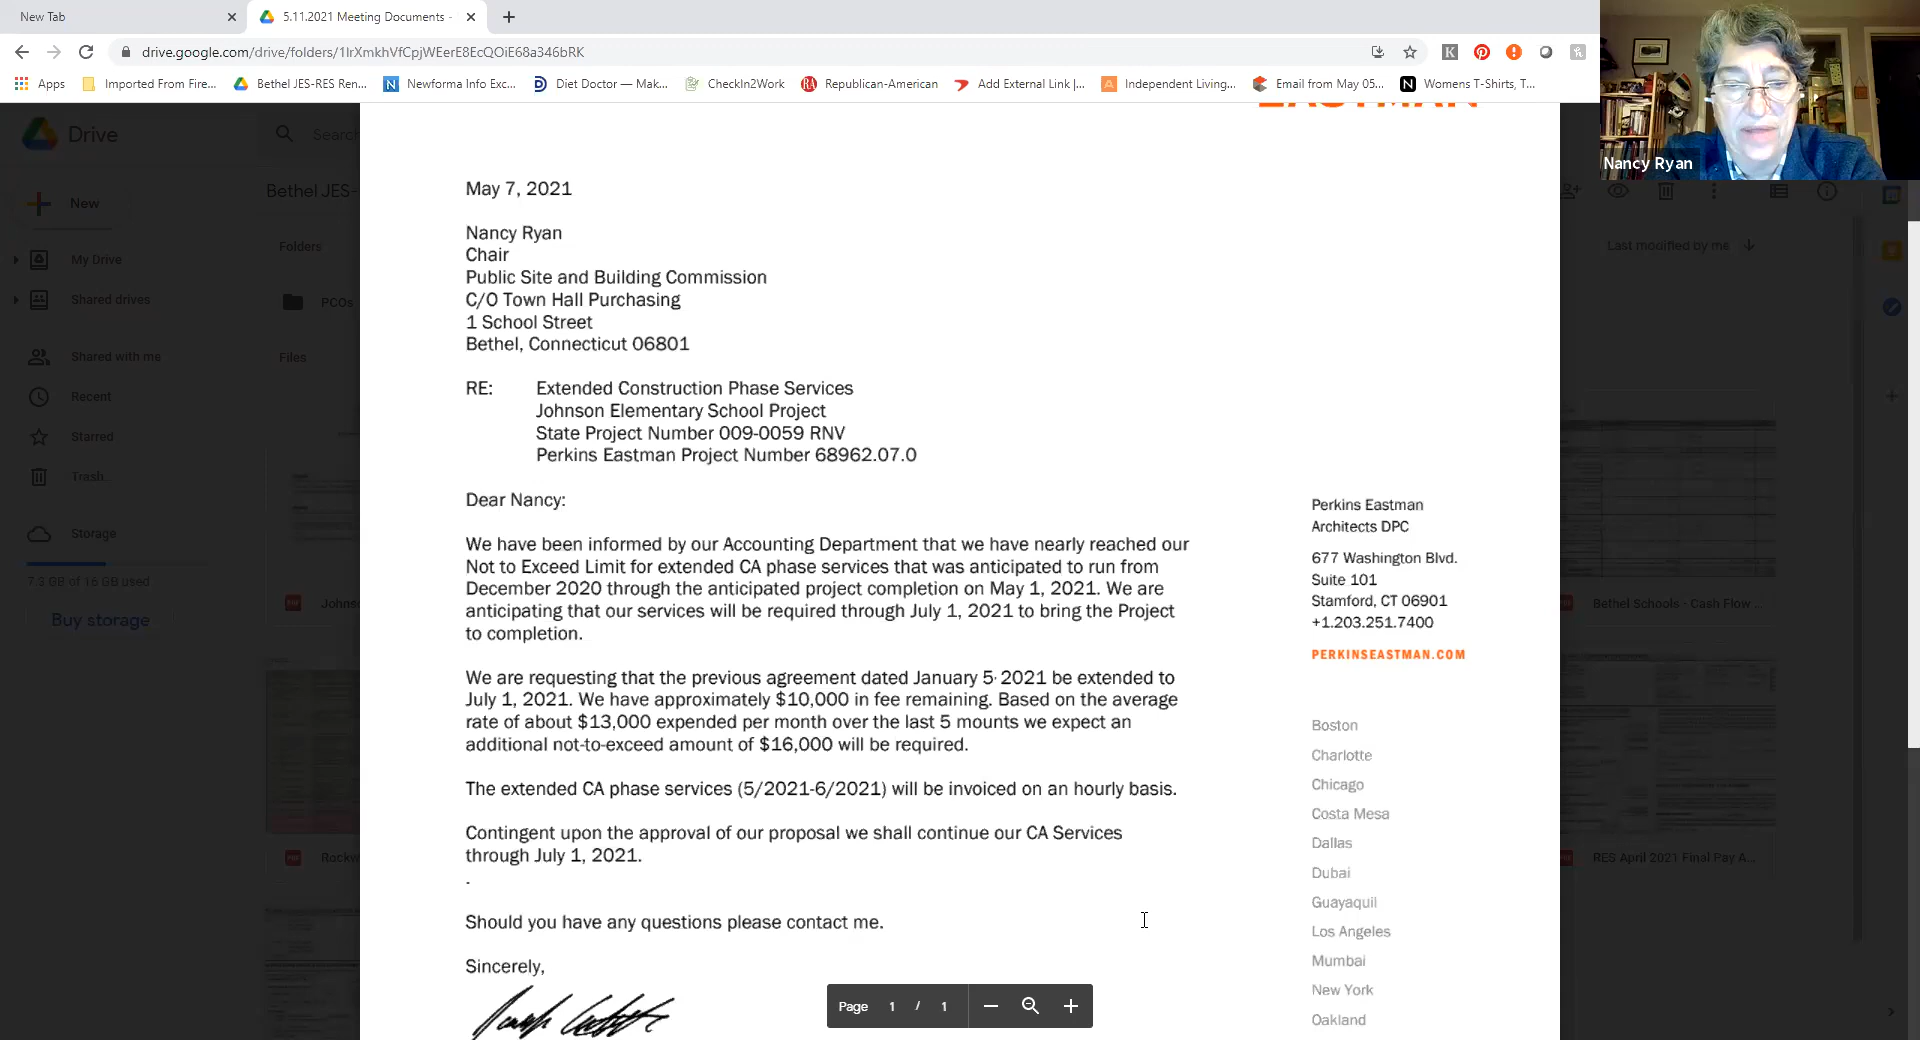 New Tab
5.11.2021 Meeting Documents -
drive.google.com/drive/folders/1IrXmkhVfCpjWEerE8EcQOiE68a346bRK
Apps
Imported From Fire...
Bethel JES-RES Ren...
Newforma Info Exc...
Diet Doctor — Mak...
CheckIn2Work
Republican-American
Add External Link |...
Independent Living...
Email from May 05...
Womens T-Shirts, T...
Nancy Ryan
Drive
Search
EASTMAN
New
Bethel JES-
My Drive
Shared drives
Shared with me
Recent
Starred
Trash
Storage
7.3 GB of 16 GB used
Buy storage
Folders
PCOs
Files
Last modified by me
May 7, 2021
Nancy Ryan
Chair
Public Site and Building Commission
C/O Town Hall Purchasing
1 School Street
Bethel, Connecticut 06801
RE: Extended Construction Phase Services
Johnson Elementary School Project
State Project Number 009-0059 RNV
Perkins Eastman Project Number 68962.07.0
Dear Nancy:
We have been informed by our Accounting Department that we have nearly reached our
Not to Exceed Limit for extended CA phase services that was anticipated to run from
December 2020 through the anticipated project completion on May 1, 2021. We are
anticipating that our services will be required through July 1, 2021 to bring the Project
to completion.
We are requesting that the previous agreement dated January 5, 2021 be extended to
July 1, 2021. We have approximately $10,000 in fee remaining. Based on the average
rate of about $13,000 expended per month over the last 5 mounts we expect an
additional not-to-exceed amount of $16,000 will be required.
The extended CA phase services (5/2021-6/2021) will be invoiced on an hourly basis.
Contingent upon the approval of our proposal we shall continue our CA Services
through July 1, 2021.
.
Should you have any questions please contact me.
Sincerely,
Perkins Eastman
Architects DPC
677 Washington Blvd.
Suite 101
Stamford, CT 06901
+1.203.251.7400
PERKINSEASTMAN.COM
Boston
Charlotte
Chicago
Costa Mesa
Dallas
Dubai
Guayaquil
Los Angeles
Mumbai
New York
Oakland
Johns
Rockw
Bethel Schools - Cash Flow ...
RES April 2021 Final Pay A...
Page 1 / 1